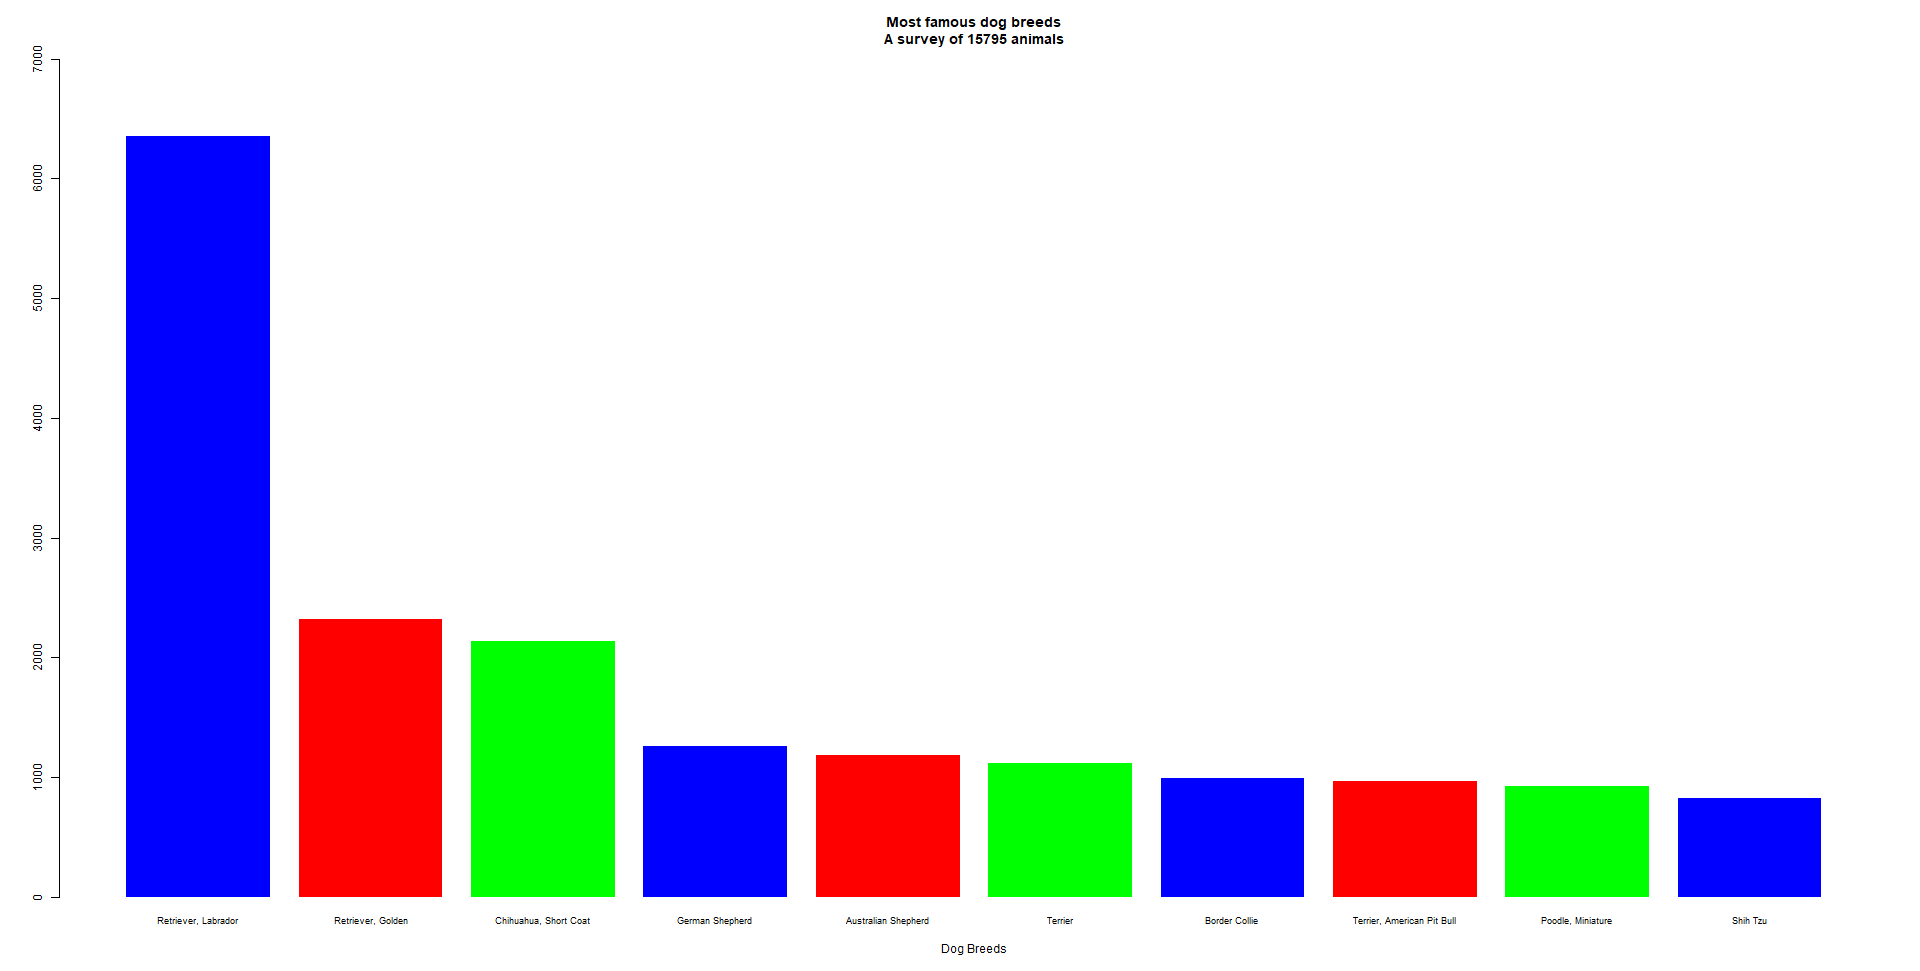 Most famous dog breeds
A survey of 15795 animals
7000
6000
5000
4000
3000
2000
1000
0
Retriever, Labrador
Retriever, Golden
Chihuahua, Short Coat
German Shepherd
Australian Shepherd
Terrier
Border Collie
Terrier, American Pit Bull
Poodle, Miniature
Shih Tzu
Dog Breeds